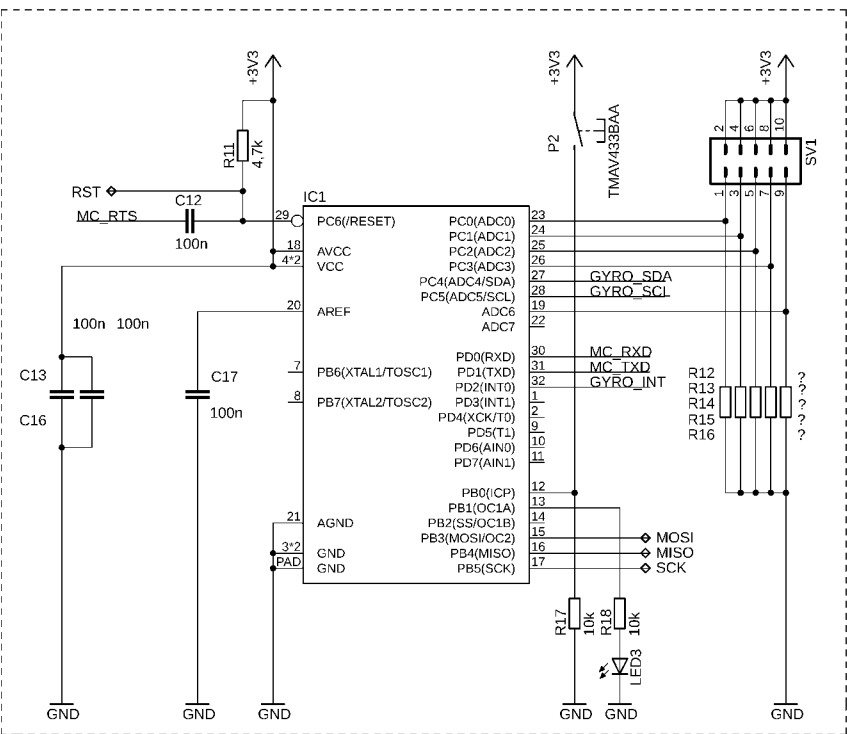 +3V3
+3V3
+3V3
2
4
6
8
10
SV1
1
3
5
7
9
P2
TMAV433BAA
R11
4,7k
RST
MC_RTS
C12
100n
IC1
29 PC6(/RESET)
18 AVCC
4*2 VCC
20 AREF
7 PB6(XTAL1/TOSC1)
8 PB7(XTAL2/TOSC2)
21 AGND
3*2 GND
PAD GND
PC0(ADC0) 23
PC1(ADC1) 24
PC2(ADC2) 25
PC3(ADC3) 26
PC4(ADC4/SDA) 27 GYRO_SDA
PC5(ADC5/SCL) 28 GYRO_SCL
ADC6 19
ADC7 22
PD0(RXD) 30 MC_RXD
PD1(TXD) 31 MC_TXD
PD2(INT0) 32 GYRO_INT
PD3(INT1) 1
PD4(XCK/T0) 2
PD5(T1) 9
PD6(AIN0) 10
PD7(AIN1) 11
PB0(ICP) 12
PB1(OC1A) 13
PB2(SS/OC1B) 14
PB3(MOSI/OC2) 15 MOSI
PB4(MISO) 16 MISO
PB5(SCK) 17 SCK
100n 100n
C13
C16
C17
100n
R12 ?
R13 ?
R14 ?
R15 ?
R16 ?
R17
10k
R18
10k
LED3
GND
GND
GND
GND
GND
GND